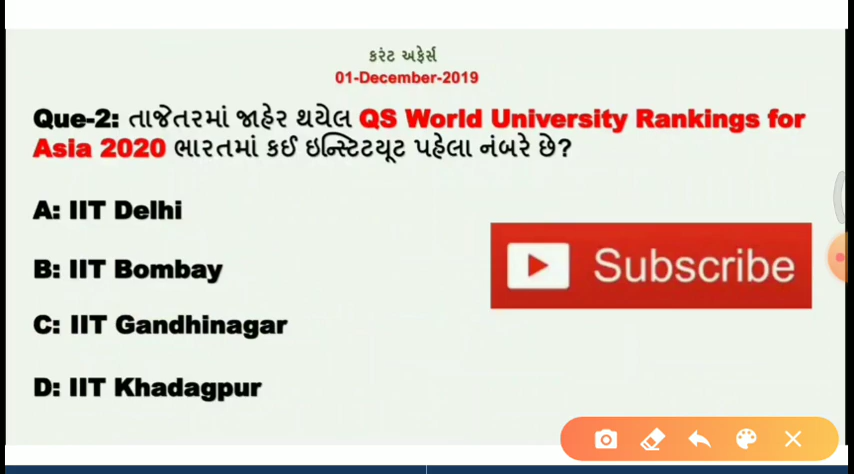 કરંટ અફેર્સ
01-December-2019
Que-2: તાજેતરમાં જાહેર થયેલ QS World University Rankings for
Asia 2020 ભારતમાં કઈ ઇન્સ્ટિટયૂટ પહેલા નંબરે છે?
A: IIT Delhi
B: IIT Bombay
Subscribe
C: IIT Gandhinagar
D: IIT Khadagpur